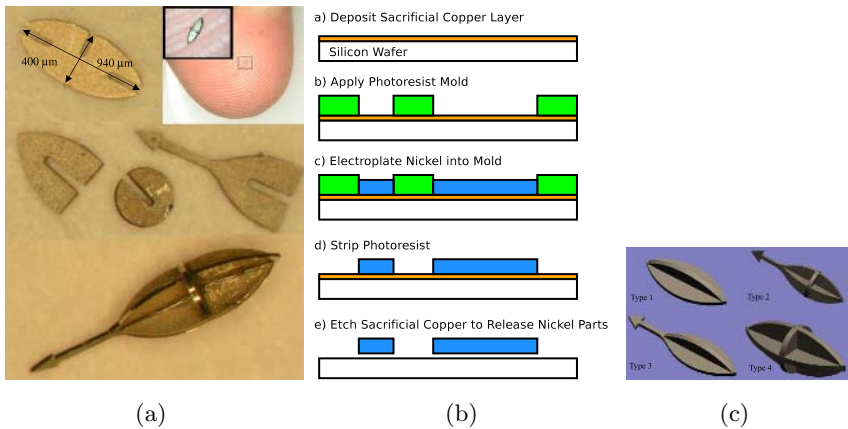 400 µm
940 µm
a) Deposit Sacrificial Copper Layer
Silicon Wafer
b) Apply Photoresist Mold
c) Electroplate Nickel into Mold
d) Strip Photoresist
e) Etch Sacrificial Copper to Release Nickel Parts
Type 1
Type 2
Type 3
Type 4
(a)
(b)
(c)